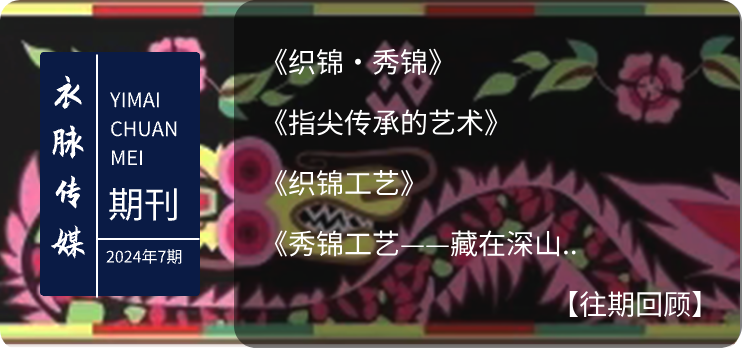 衣脉传媒
YIMAI
CHUAN
MEI
期刊
2024年7期
《织锦·秀锦》
《指尖传承的艺术》
《织锦工艺》
《秀锦工艺——藏在深山..
【往期回顾】